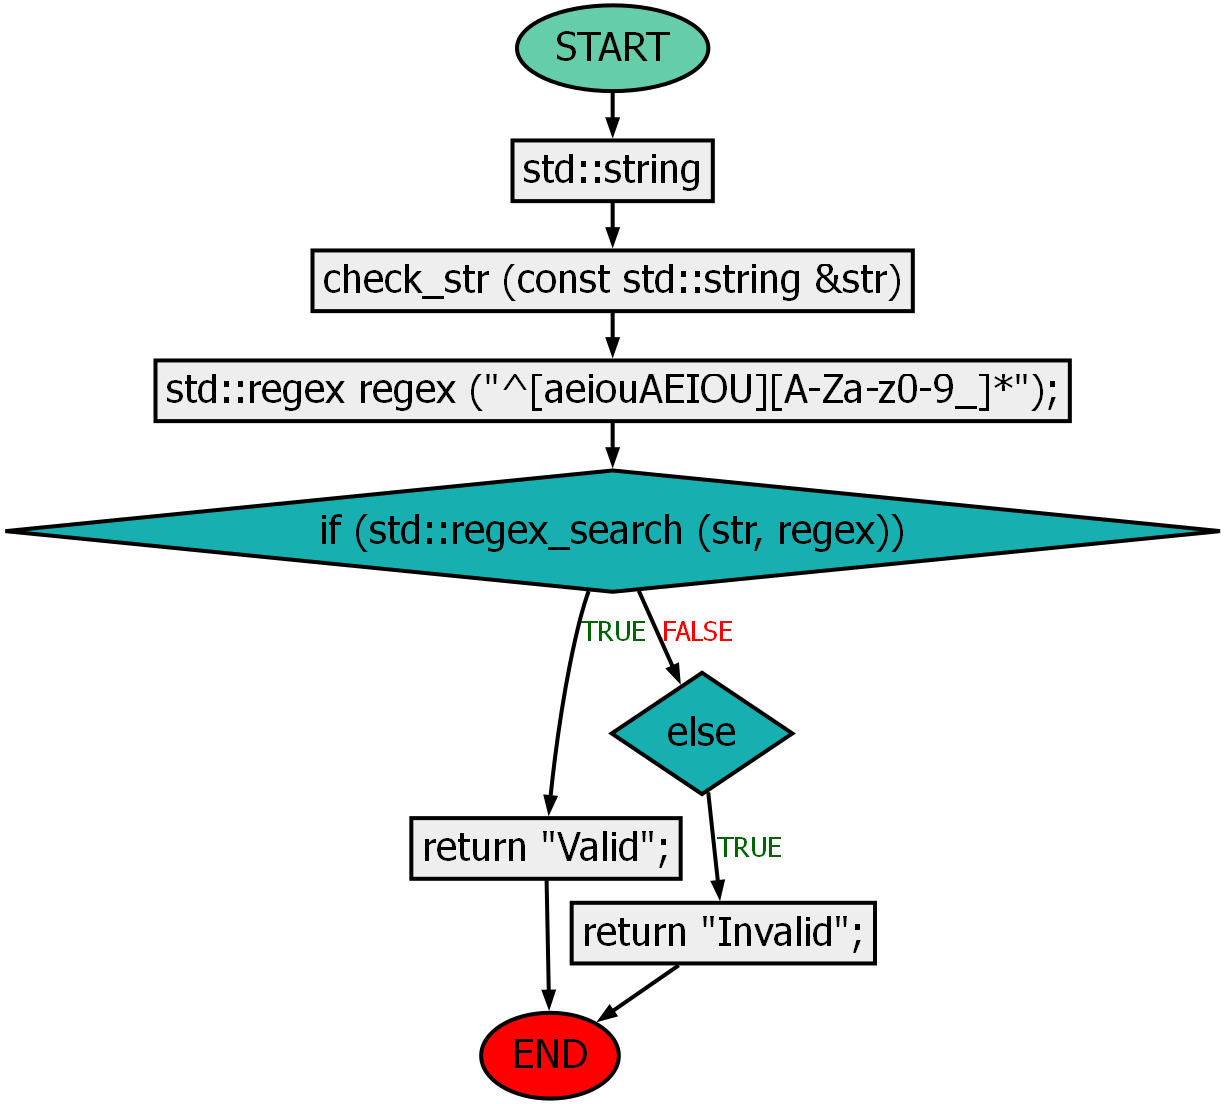 START
std::string
check_str (const std::string &str)
std::regex regex ("^[aeiouAEIOU][A-Za-z0-9_]*");
if (std::regex_search (str, regex))
TRUE
FALSE
else
return "Valid";
TRUE
return "Invalid";
END